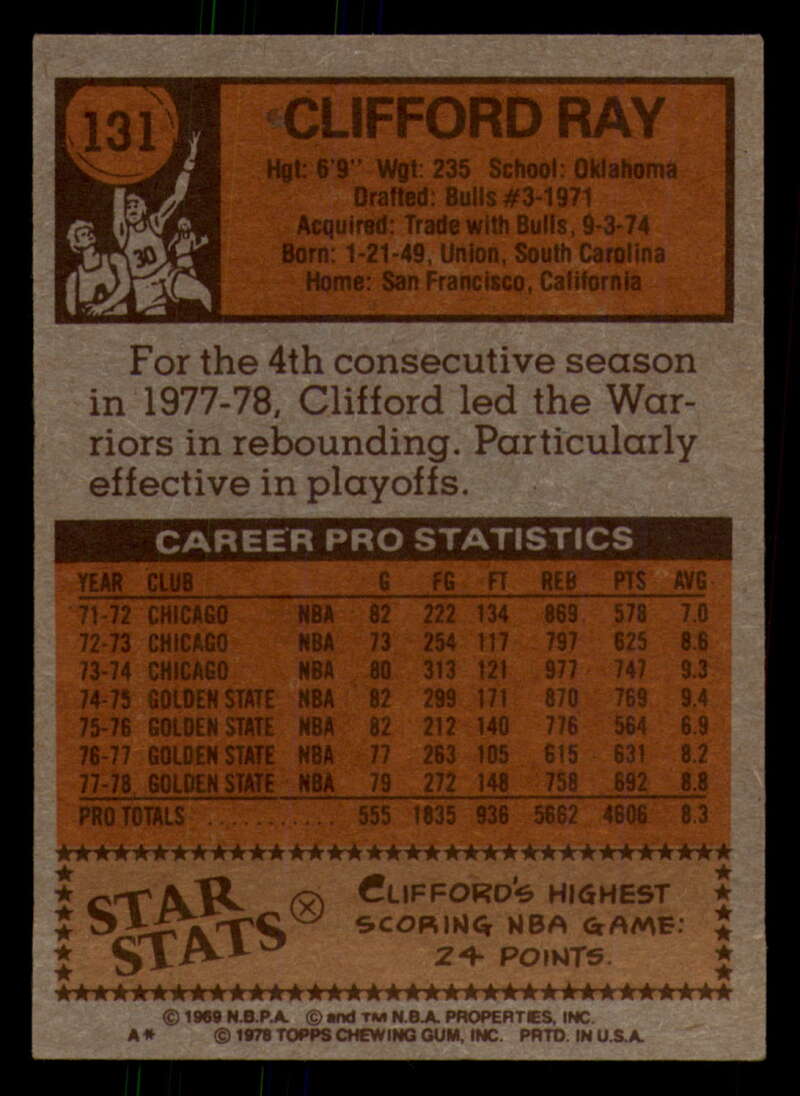 131
CLIFFORD RAY
Hgt: 6'9" Wgt: 235 School: Oklahoma
Drafted: Bulls #3-1971
Acquired: Trade with Bulls, 9-3-74
Born: 1-21-49, Union, South Carolina
Home: San Francisco, California
30
For the 4th consecutive season
in 1977-78, Clifford led the War-
riors in rebounding. Particularly
effective in playoffs.
CAREER PRO STATISTICS
YEAR CLUB G FG FT REB PTS AVG
71-72 CHICAGO NBA 82 222 134 869 578 7.0
72-73 CHICAGO NBA 73 254 117 797 625 8.6
73-74 CHICAGO NBA 80 313 121 977 747 9.3
74-75 GOLDEN STATE NBA 82 299 171 870 769 9.4
75-76 GOLDEN STATE NBA 82 212 140 776 564 6.9
76-77 GOLDEN STATE NBA 77 263 105 615 631 8.2
77-78 GOLDEN STATE NBA 79 272 148 758 692 8.8
PRO TOTALS ............ 555 1835 936 5662 4606 8.3
STAR
STATS
CLIFFORD'S HIGHEST
SCORING NBA GAME:
24 POINTS.
© 1969 N.B.P.A. © and TM N.B.A. PROPERTIES, INC.
A* © 1978 TOPPS CHEWING GUM, INC. PRTD. IN U.S.A.